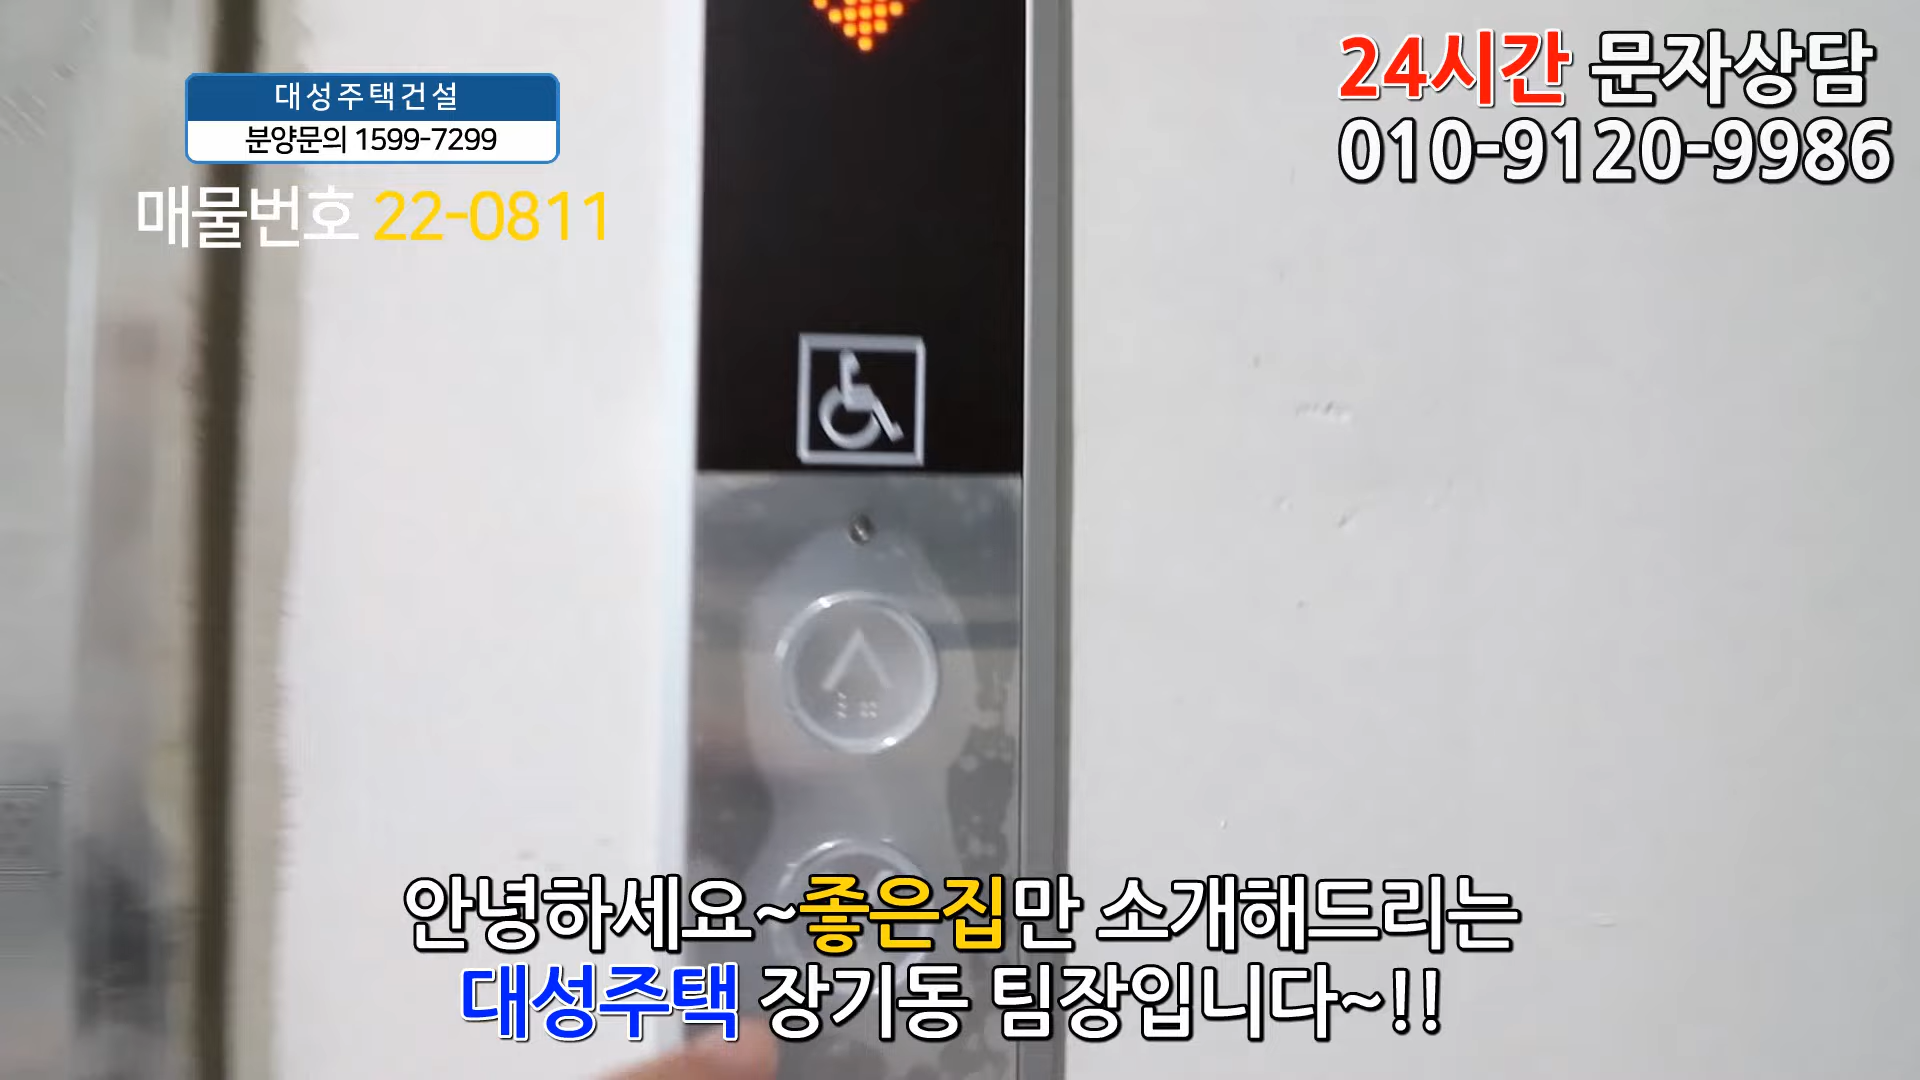 대성주택건설
분양문의 1599-7299
매물번호 22-0811
24시간 문자상담
010-9120-9986
안녕하세요~좋은집만 소개해드리는
대성주택 장기동 팀장입니다~!!